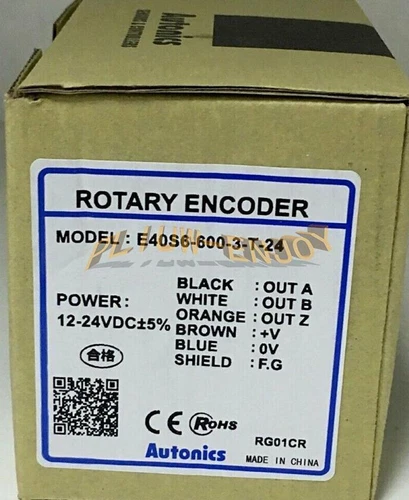 Autonics
ROTARY ENCODER
MODEL : E40S6-600-3-T-24
POWER:
12-24VDC±5%
BLACK : OUT A
WHITE : OUT B
ORANGE : OUT Z
BROWN : +V
BLUE : 0V
SHIELD : F.G
合格
CE RoHS
Autonics
RG01CR
MADE IN CHINA
ENJOY